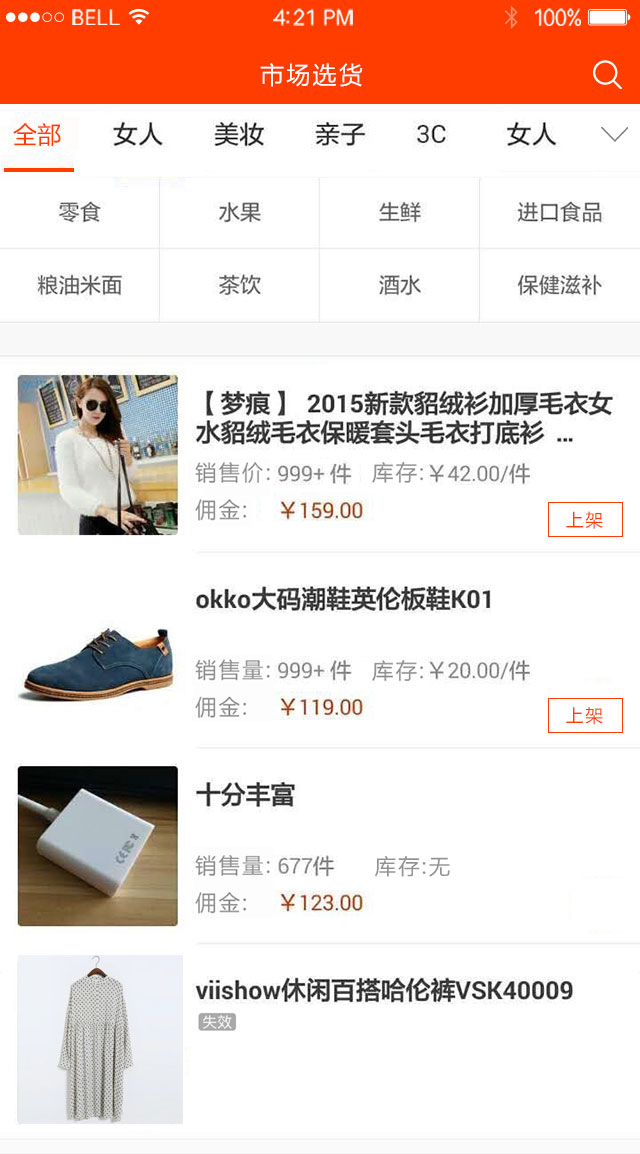 BELL 4:21 PM 100%
市场选货
全部 女人 美妆 亲子 3C 女人
零食 水果 生鲜 进口食品
粮油米面 茶饮 酒水 保健滋补
【 梦痕 】 2015新款貂绒衫加厚毛衣女
水貂绒毛衣保暖套头毛衣打底衫 ...
销售价: 999+ 件 库存:￥42.00/件
佣金: ￥159.00
上架
okko大码潮鞋英伦板鞋K01
销售量: 999+ 件 库存:￥20.00/件
佣金: ￥119.00
上架
十分丰富
销售量: 677件 库存:无
佣金: ￥123.00
viishow休闲百搭哈伦裤VSK40009
失效